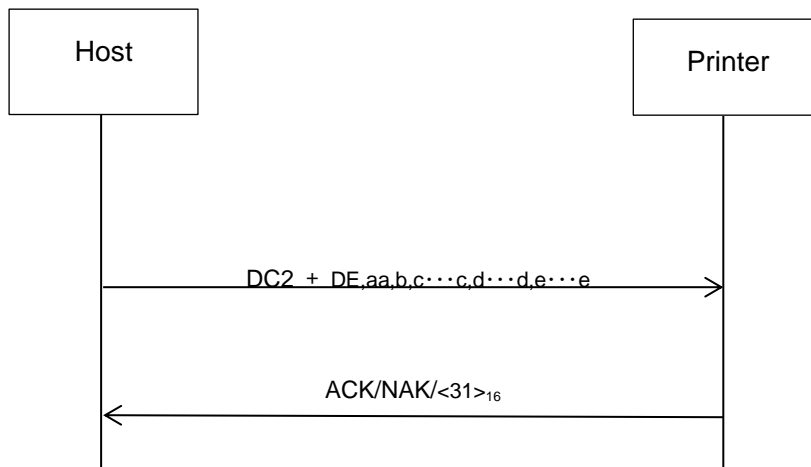 Host
Printer
DC2 + DE,aa,b,c・・・c,d・・・d,e・・・e
ACK/NAK/<31>₁₆